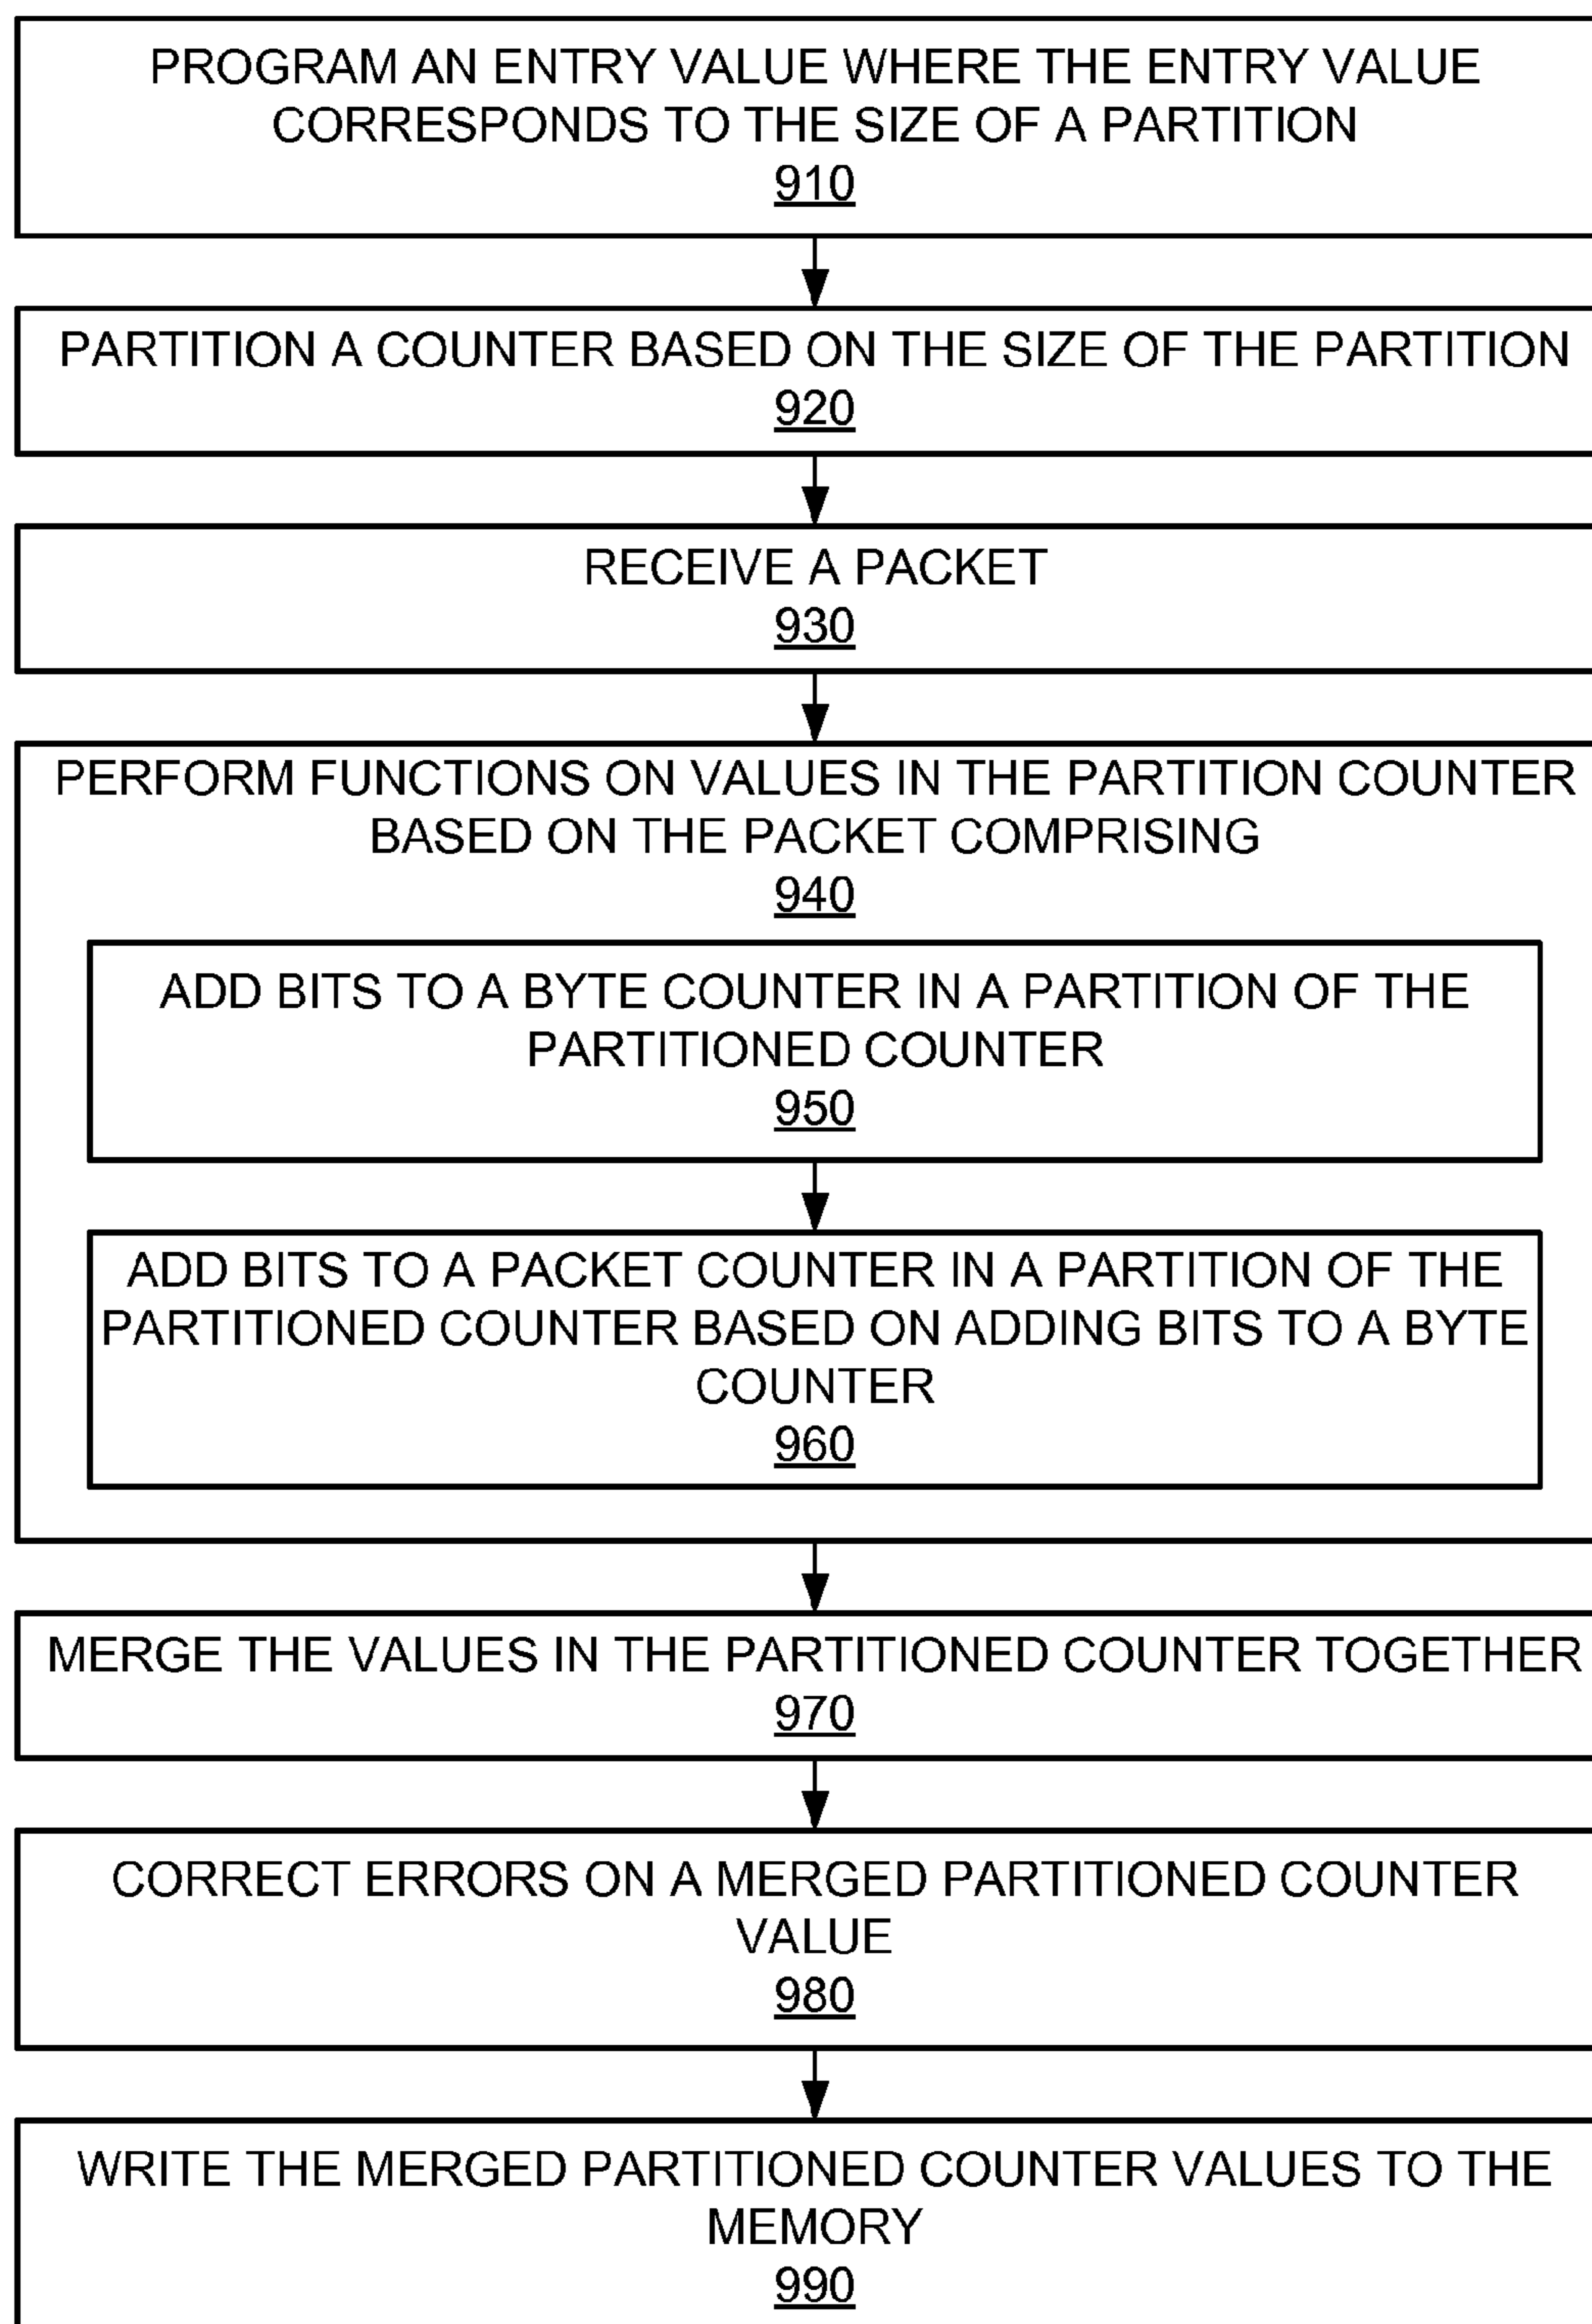 PROGRAM AN ENTRY VALUE WHERE THE ENTRY VALUE
CORRESPONDS TO THE SIZE OF A PARTITION
910
PARTITION A COUNTER BASED ON THE SIZE OF THE PARTITION
920
RECEIVE A PACKET
930
PERFORM FUNCTIONS ON VALUES IN THE PARTITION COUNTER
BASED ON THE PACKET COMPRISING
940
ADD BITS TO A BYTE COUNTER IN A PARTITION OF THE
PARTITIONED COUNTER
950
ADD BITS TO A PACKET COUNTER IN A PARTITION OF THE
PARTITIONED COUNTER BASED ON ADDING BITS TO A BYTE
COUNTER
960
MERGE THE VALUES IN THE PARTITIONED COUNTER TOGETHER
970
CORRECT ERRORS ON A MERGED PARTITIONED COUNTER
VALUE
980
WRITE THE MERGED PARTITIONED COUNTER VALUES TO THE
MEMORY
990